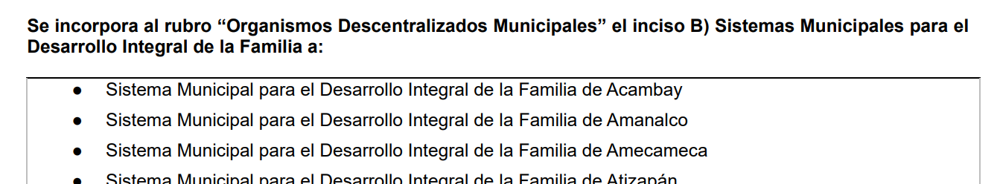 Se incorpora al rubro “Organismos Descentralizados Municipales” el inciso B) Sistemas Municipales para el
Desarrollo Integral de la Familia a:
● Sistema Municipal para el Desarrollo Integral de la Familia de Acambay
● Sistema Municipal para el Desarrollo Integral de la Familia de Amanalco
● Sistema Municipal para el Desarrollo Integral de la Familia de Amecameca
● Sistema Municipal para el Desarrollo Integral de la Familia de Atizapán